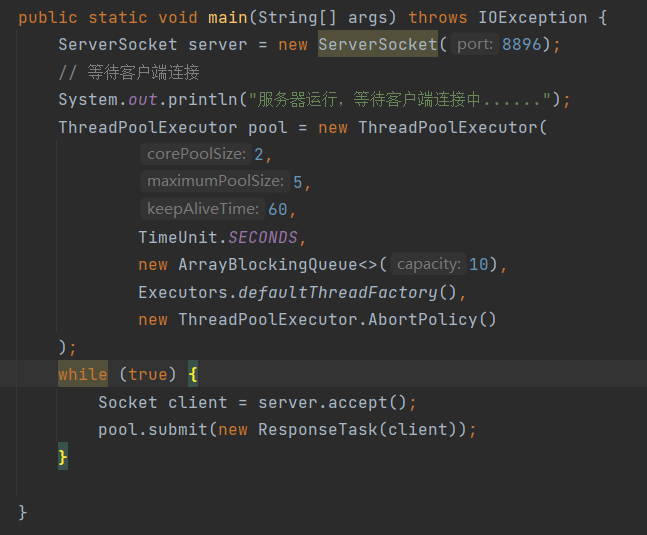 public static void main(String[] args) throws IOException {
ServerSocket server = new ServerSocket( port: 8896);
// 等待客户端连接
System.out.println("服务器运行，等待客户端连接中......");
ThreadPoolExecutor pool = new ThreadPoolExecutor(
corePoolSize: 2,
maximumPoolSize: 5,
keepAliveTime: 60,
TimeUnit.SECONDS,
new ArrayBlockingQueue<>( capacity: 10),
Executors.defaultThreadFactory(),
new ThreadPoolExecutor.AbortPolicy()
);
while (true) {
Socket client = server.accept();
pool.submit(new ResponseTask(client));
}
}